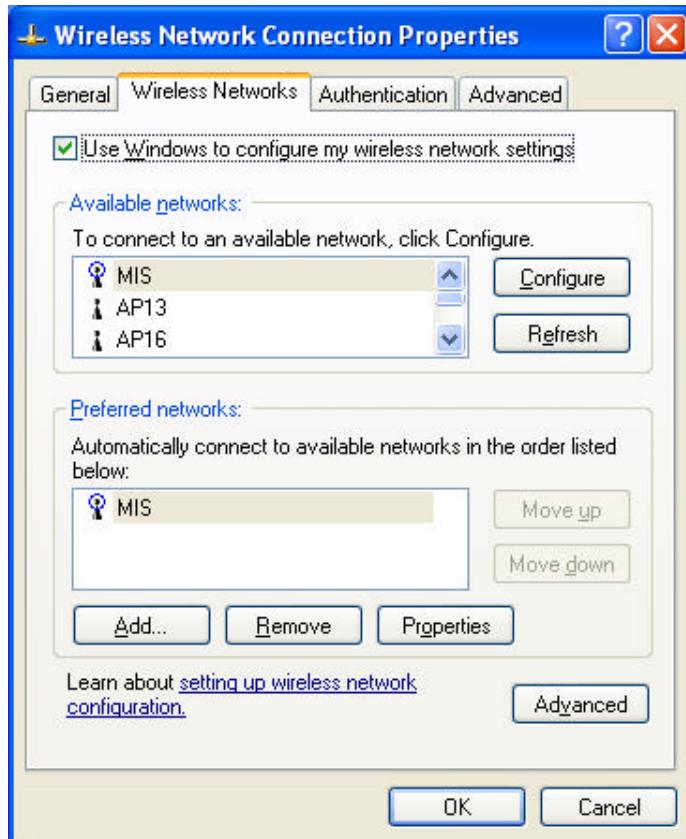 Wireless Network Connection Properties
General Wireless Networks Authentication Advanced
Use Windows to configure my wireless network settings
Available networks:
To connect to an available network, click Configure.
MIS
AP13
AP16
Configure
Refresh
Preferred networks:
Automatically connect to available networks in the order listed
below:
MIS
Move up
Move down
Add... Remove Properties
Learn about setting up wireless network
configuration.
Advanced
OK Cancel